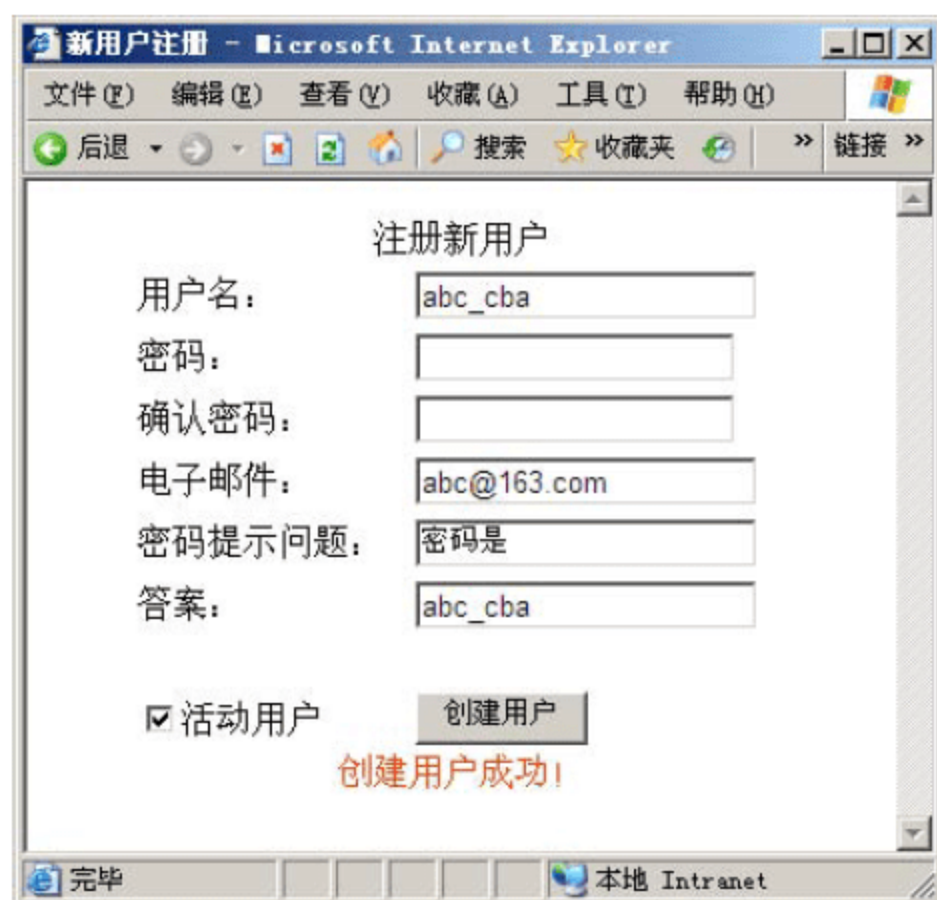 新用户注册 - Microsoft Internet Explorer
文件(F) 编辑(E) 查看(V) 收藏(A) 工具(T) 帮助(H)
后退 搜索 收藏夹 » 链接 »
注册新用户
用户名： abc_cba
密码：
确认密码：
电子邮件： abc@163.com
密码提示问题： 密码是
答案： abc_cba
活动用户 创建用户
创建用户成功!
完毕 本地 Intranet